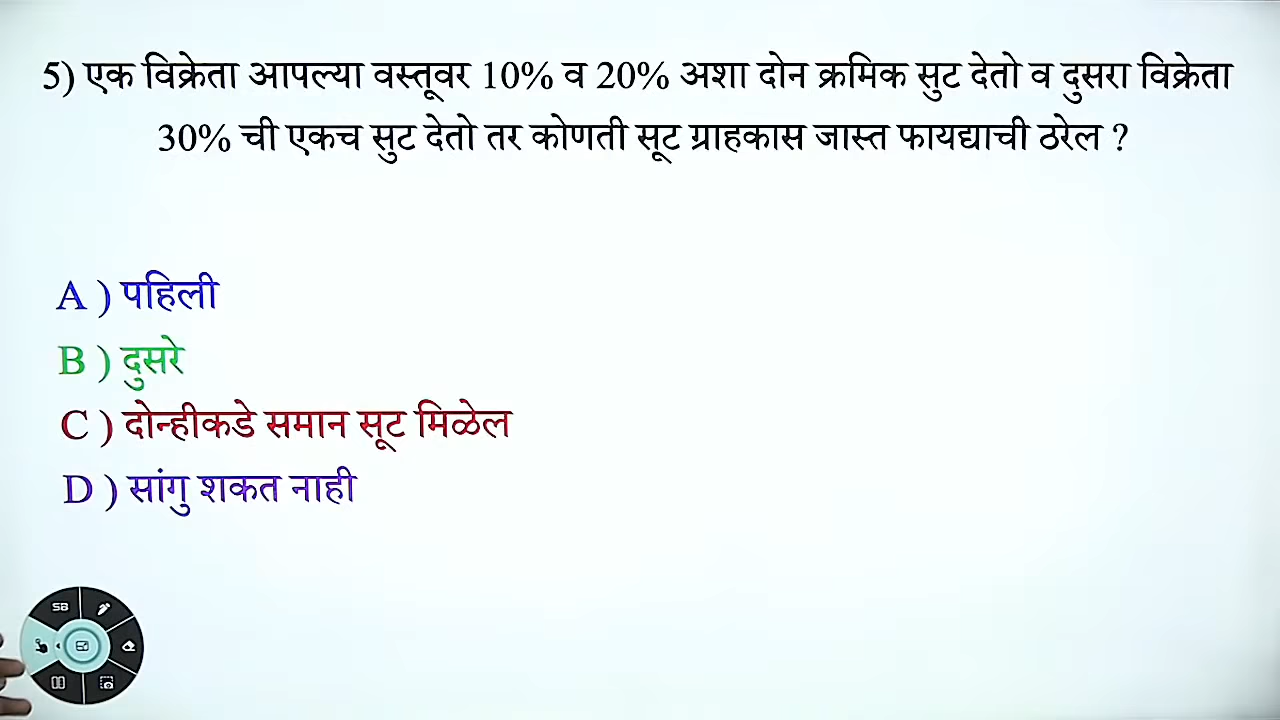 5) एक विक्रेता आपल्या वस्तूवर 10% व 20% अशा दोन क्रमिक सुट देतो व दुसरा विक्रेता
30% ची एकच सुट देतो तर कोणती सूट ग्राहकास जास्त फायद्याची ठरेल ?
A ) पहिली
B ) दुसरे
C ) दोन्हीकडे समान सूट मिळेल
D ) सांगु शकत नाही
SB